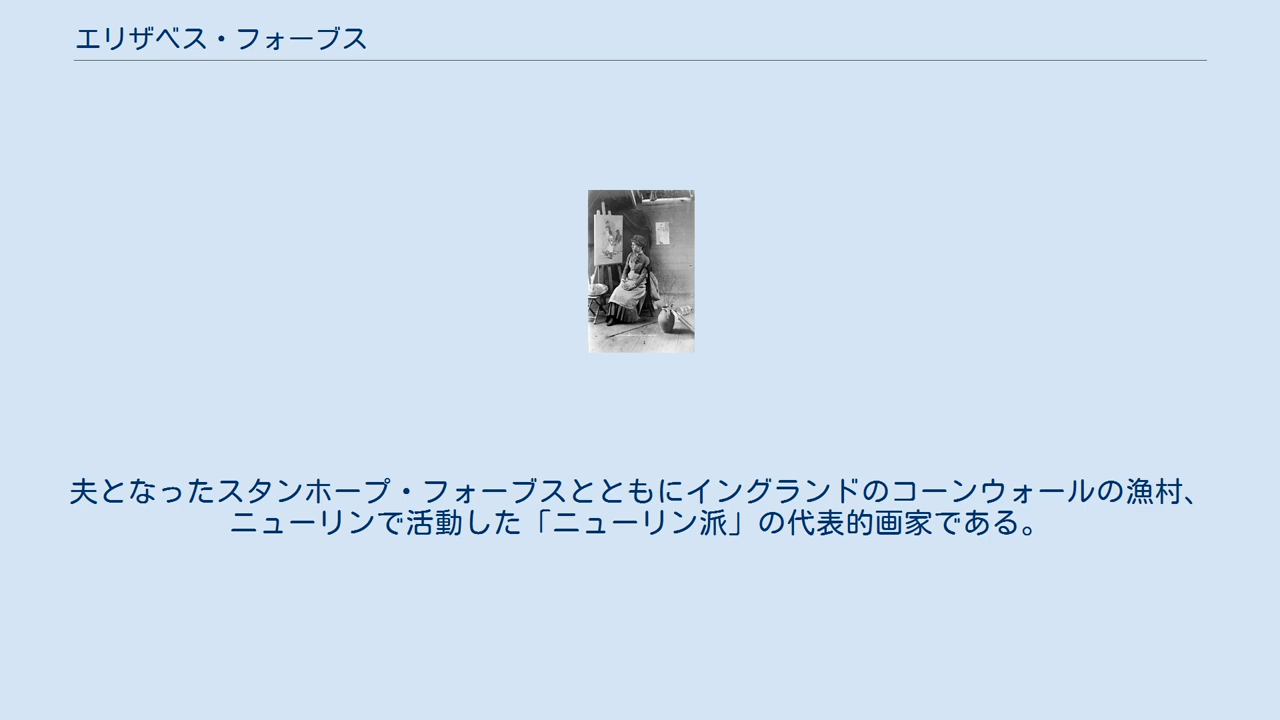 エリザベス・フォーブス
夫となったスタンホープ・フォーブスとともにイングランドのコーンウォールの漁村、
ニューリンで活動した「ニューリン派」の代表的画家である。